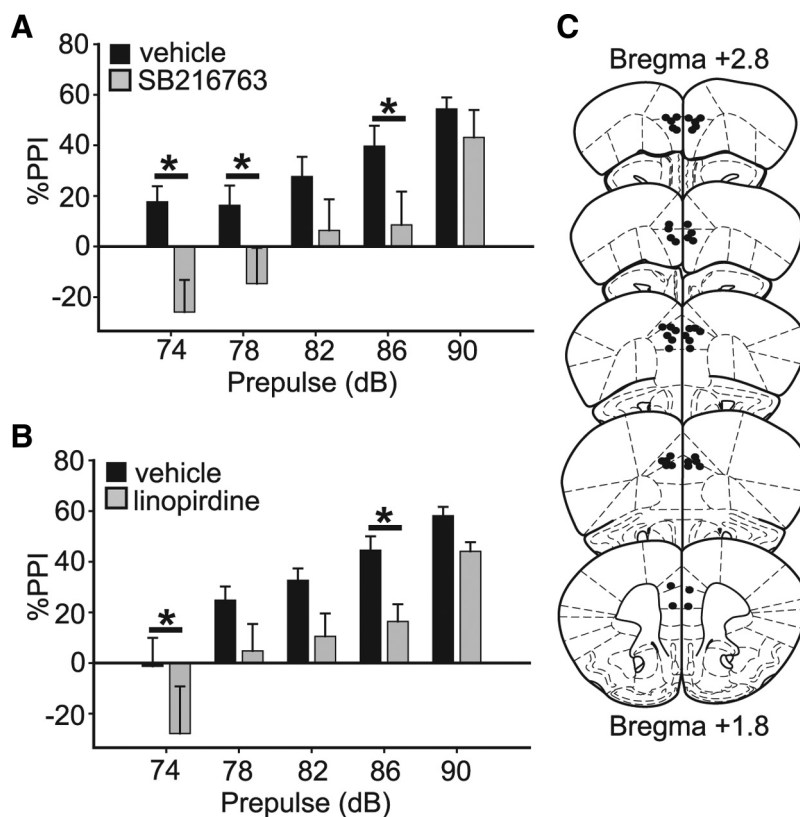 A
80
vehicle
SB216763
60
40
20
0
-20
%PPI
* * *
74 78 82 86 90
Prepulse (dB)
B
80
vehicle
linopirdine
60
40
20
0
-20
%PPI
* *
74 78 82 86 90
Prepulse (dB)
C
Bregma +2.8
Bregma +1.8